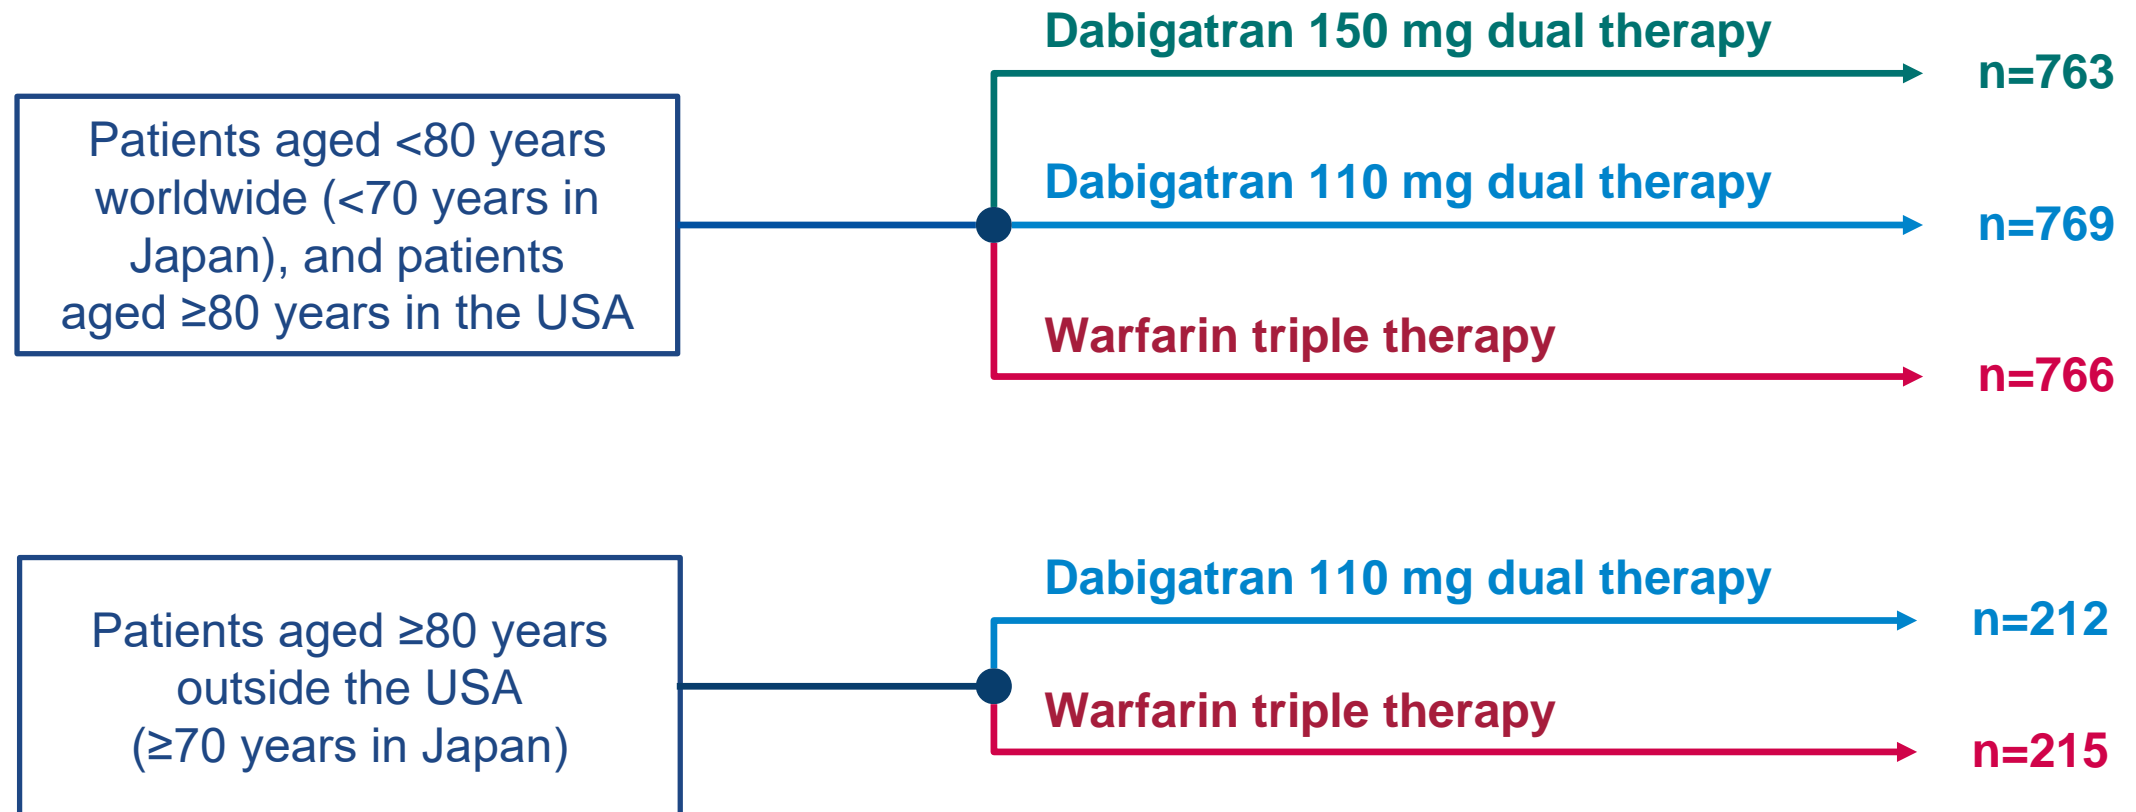 Dabigatran 150 mg dual therapy
n=763
Patients aged <80 years
worldwide (<70 years in
Japan), and patients
aged ≥80 years in the USA
Dabigatran 110 mg dual therapy
n=769
Warfarin triple therapy
n=766
Patients aged ≥80 years
outside the USA
(≥70 years in Japan)
Dabigatran 110 mg dual therapy
n=212
Warfarin triple therapy
n=215